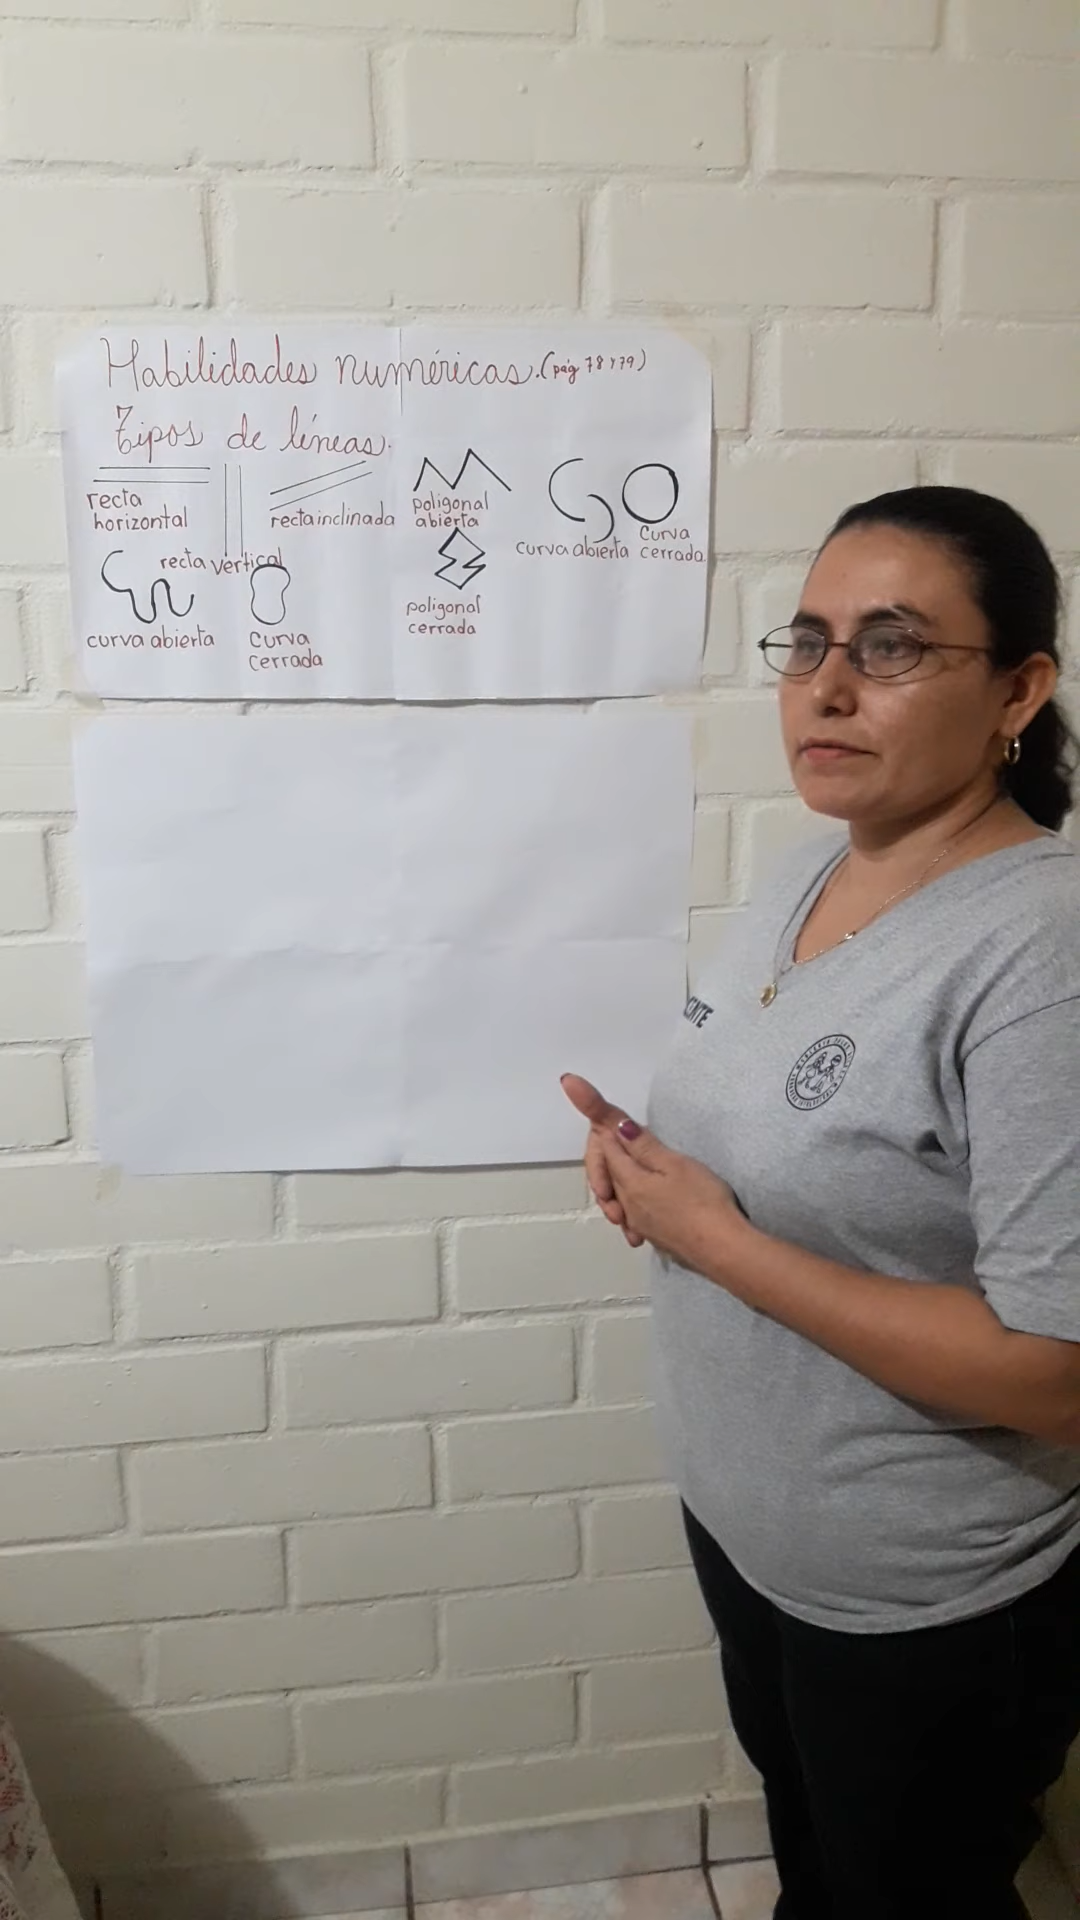 Habilidades numéricas. (pág 78 y 79)
Tipos de líneas.
recta
horizontal
recta vertical
recta inclinada
poligonal
abierta
curva abierta
curva
cerrada.
curva abierta
curva
cerrada
poligonal
cerrada